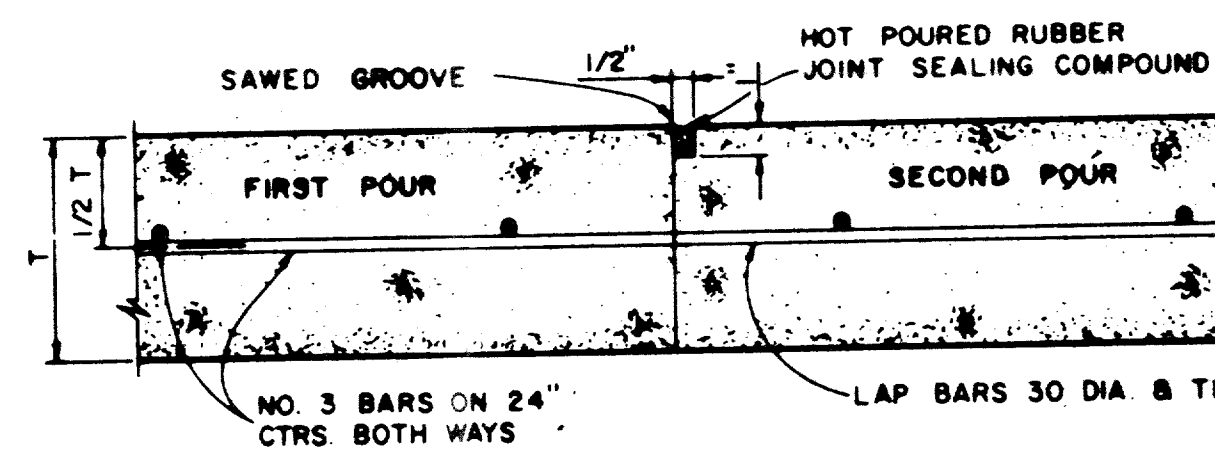 HOT POURED RUBBER
JOINT SEALING COMPOUND
1/2"
SAWED GROOVE
FIRST POUR
SECOND POUR
1/2 T
T
NO. 3 BARS ON 24"
CTRS. BOTH WAYS
LAP BARS 30 DIA. &